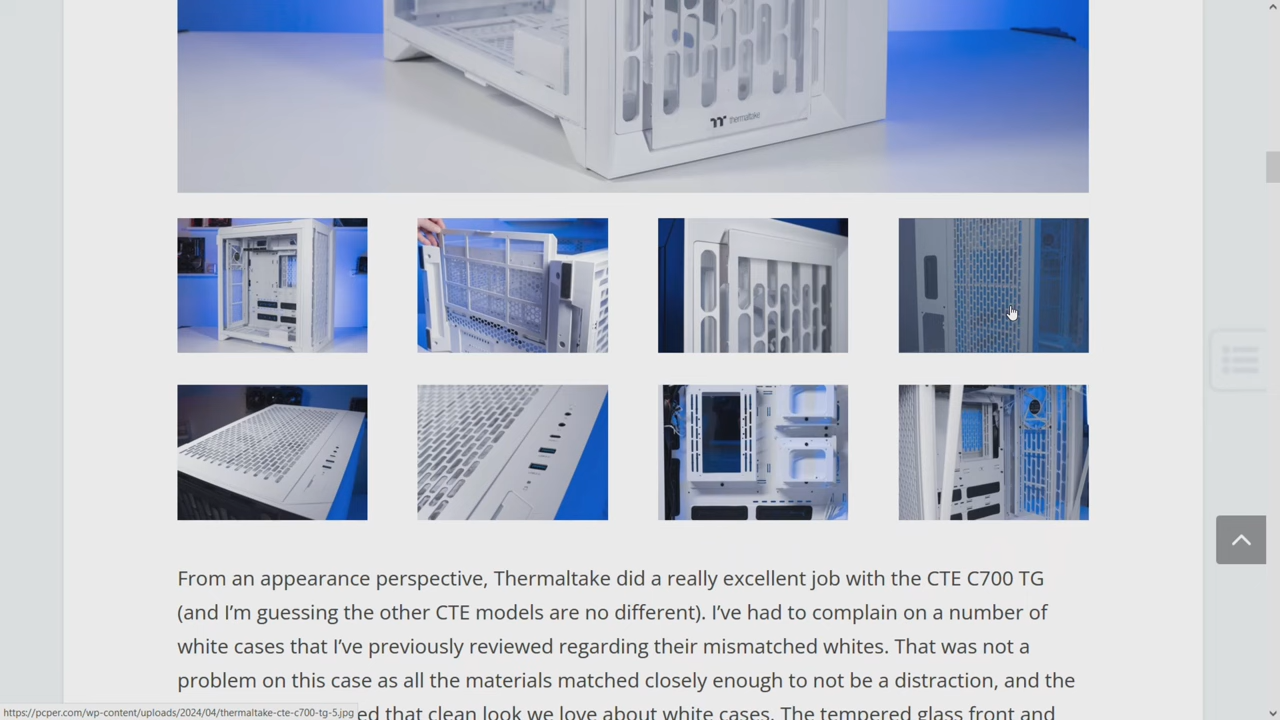 thermaltake
From an appearance perspective, Thermaltake did a really excellent job with the CTE C700 TG
(and I’m guessing the other CTE models are no different). I’ve had to complain on a number of
white cases that I’ve previously reviewed regarding their mismatched whites. That was not a
problem on this case as all the materials matched closely enough to not be a distraction, and the
https://pcper.com/wp-content/uploads/2024/04/thermaltake-cte-c700-tg-5.jpg
ed that clean look we love about white cases. The tempered glass front and